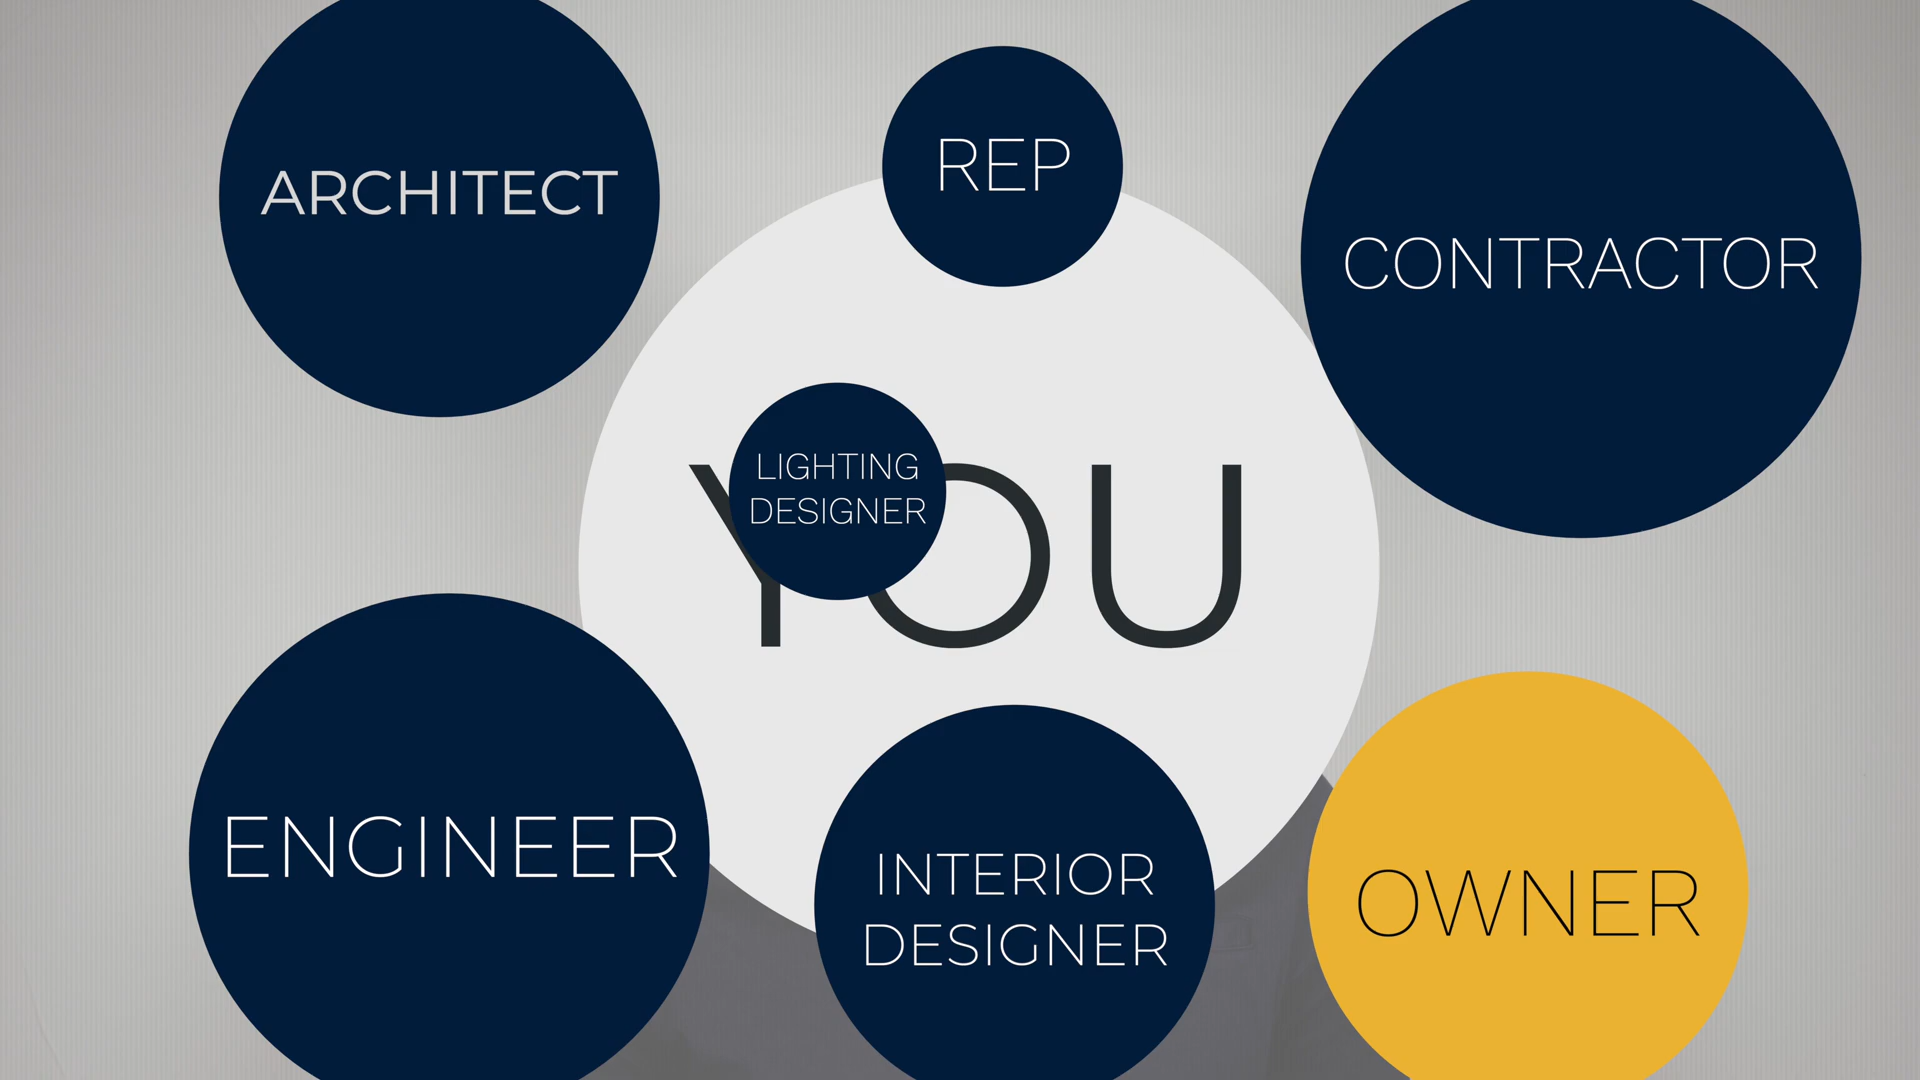 ARCHITECT
REP
CONTRACTOR
LIGHTING
DESIGNER
YOU
ENGINEER
INTERIOR
DESIGNER
OWNER